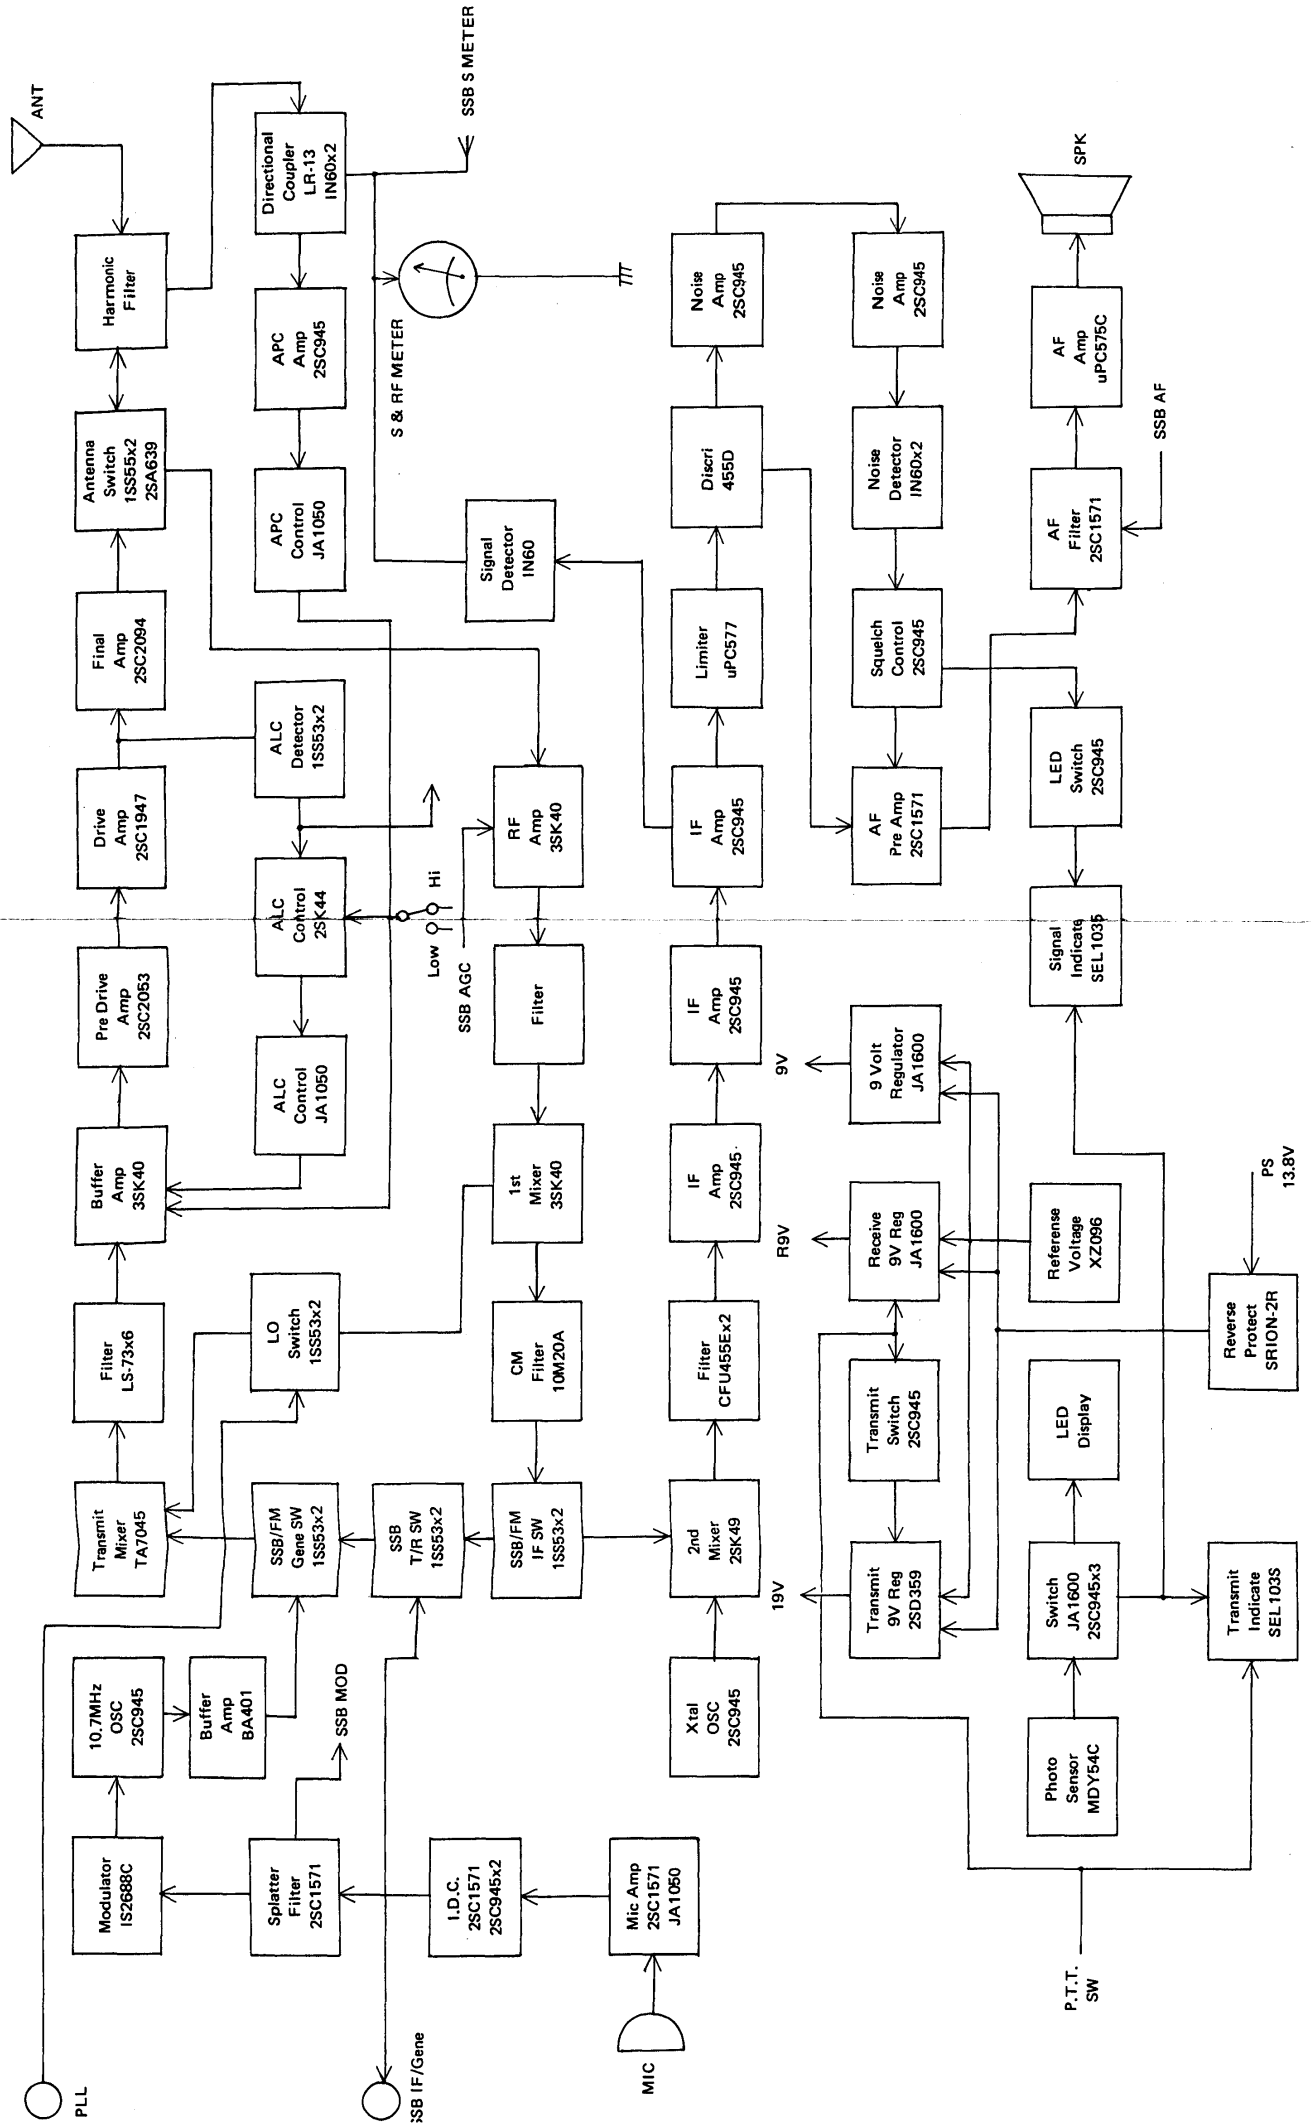 PLL
Modulator
IS2688C
10.7MHz
OSC
2SC945
Transmit
Mixer
TA7045
Filter
LS-73x6
Buffer
Amp
3SK40
Pre Drive
Amp
2SC2053
Drive
Amp
2SC1947
Final
Amp
2SC2094
Antenna
Switch
1SS55x2
2SA639
Harmonic
Filter
ANT
Buffer
Amp
BA401
Splatter
Filter
2SC1571
SSB MOD
SSB/FM
Gene SW
1SS53x2
LO
Switch
1SS53x2
ALC
Control
JA1050
ALC
Control
2SK44
ALC
Detector
1SS53x2
APC
Control
JA1050
APC
Amp
2SC945
Directional
Coupler
LR-13
IN60x2
SSB IF/Gene
SSB
T/R SW
1SS53x2
Low
Hi
S & RF METER
SSB S METER
I.D.C.
2SC1571
2SC945x2
SSB/FM
IF SW
1SS53x2
CM
Filter
10M20A
1st
Mixer
3SK40
Filter
SSB AGC
RF
Amp
3SK40
Signal
Detector
IN60
MIC
Mic Amp
2SC1571
JA1050
Xtal
OSC
2SC945
2nd
Mixer
2SK49
Filter
CFU455Ex2
IF
Amp
2SC945
IF
Amp
2SC945
IF
Amp
2SC945
Limiter
uPC577
Discri
455D
Noise
Amp
2SC945
19V
R9V
9V
Transmit
9V Reg
2SD359
Transmit
Switch
2SC945
Receive
9V Reg
JA1600
9 Volt
Regulator
JA1600
AF
Pre Amp
2SC1571
Squelch
Control
2SC945
Noise
Detector
IN60x2
Noise
Amp
2SC945
P.T.T.
SW
Photo
Sensor
MDY54C
Switch
JA1600
2SC945x3
LED
Display
Referense
Voltage
XZ096
Signal
Indicate
SEL1035
LED
Switch
2SC945
AF
Filter
2SC1571
AF
Amp
uPC575C
SPK
SSB AF
Transmit
Indicate
SEL103S
Reverse
Protect
SRION-2R
PS
13.8V